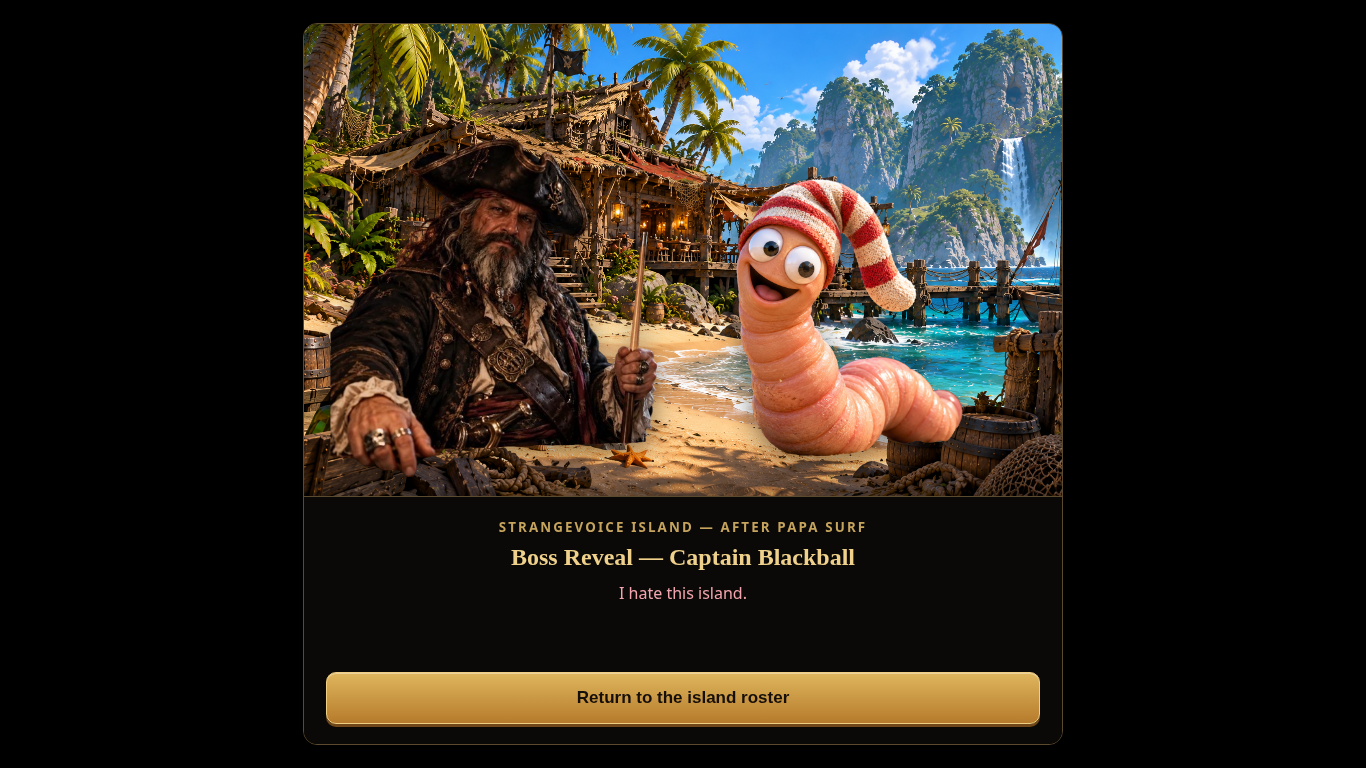 STRANGEVOICE ISLAND — AFTER PAPA SURF
Boss Reveal — Captain Blackball
I hate this island.
Return to the island roster